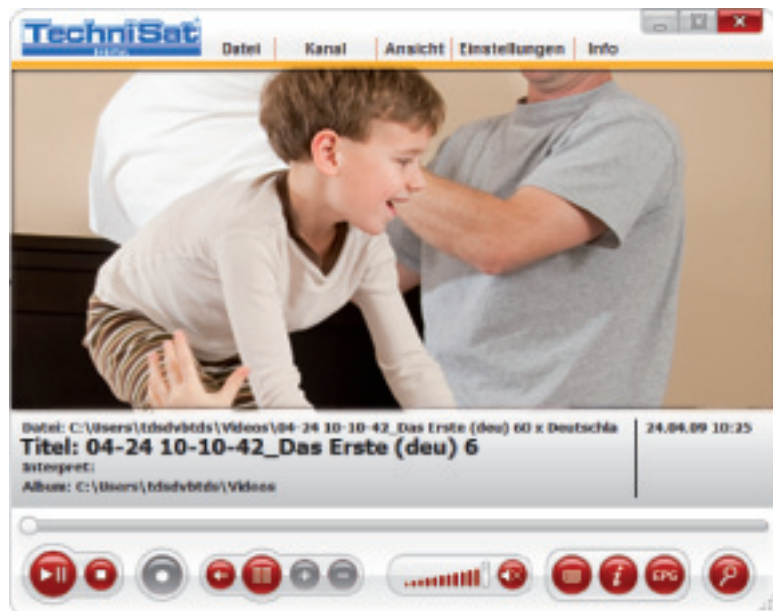 TechniSat
DIGITAL
Datei Kanal Ansicht Einstellungen Info
Datei: C:\Users\tdsdvbtds\Videos\04-24 10-10-42_Das Erste (deu) 60 x Deutschla
24.04.09 10:25
Titel: 04-24 10-10-42_Das Erste (deu) 6
Interpret:
Album: C:\Users\tdsdvbtds\Videos
i EPG